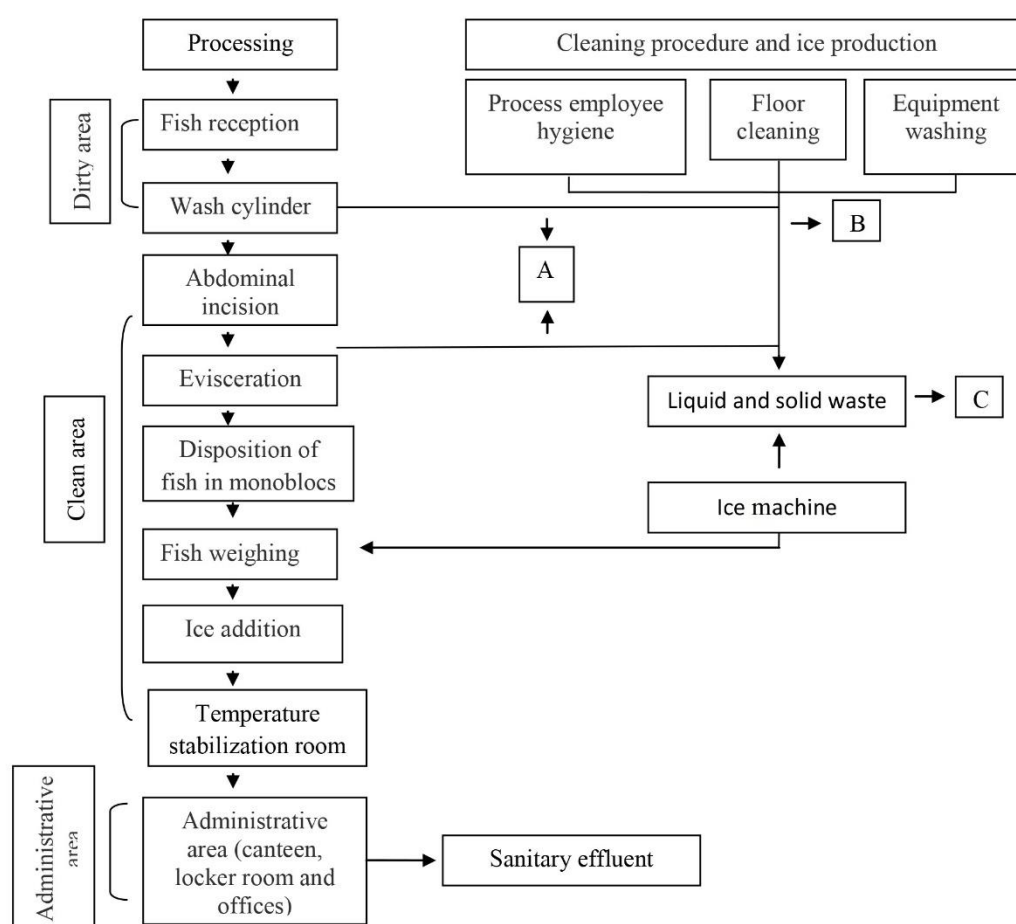 Processing
Cleaning procedure and ice production
Process employee
hygiene
Floor
cleaning
Equipment
washing
Dirty area
Fish reception
Wash cylinder
B
A
Abdominal
incision
Clean area
Evisceration
Liquid and solid waste
C
Disposition of
fish in monoblocs
Ice machine
Fish weighing
Ice addition
Temperature
stabilization room
Administrative
area
Administrative
area (canteen,
locker room and
offices)
Sanitary effluent